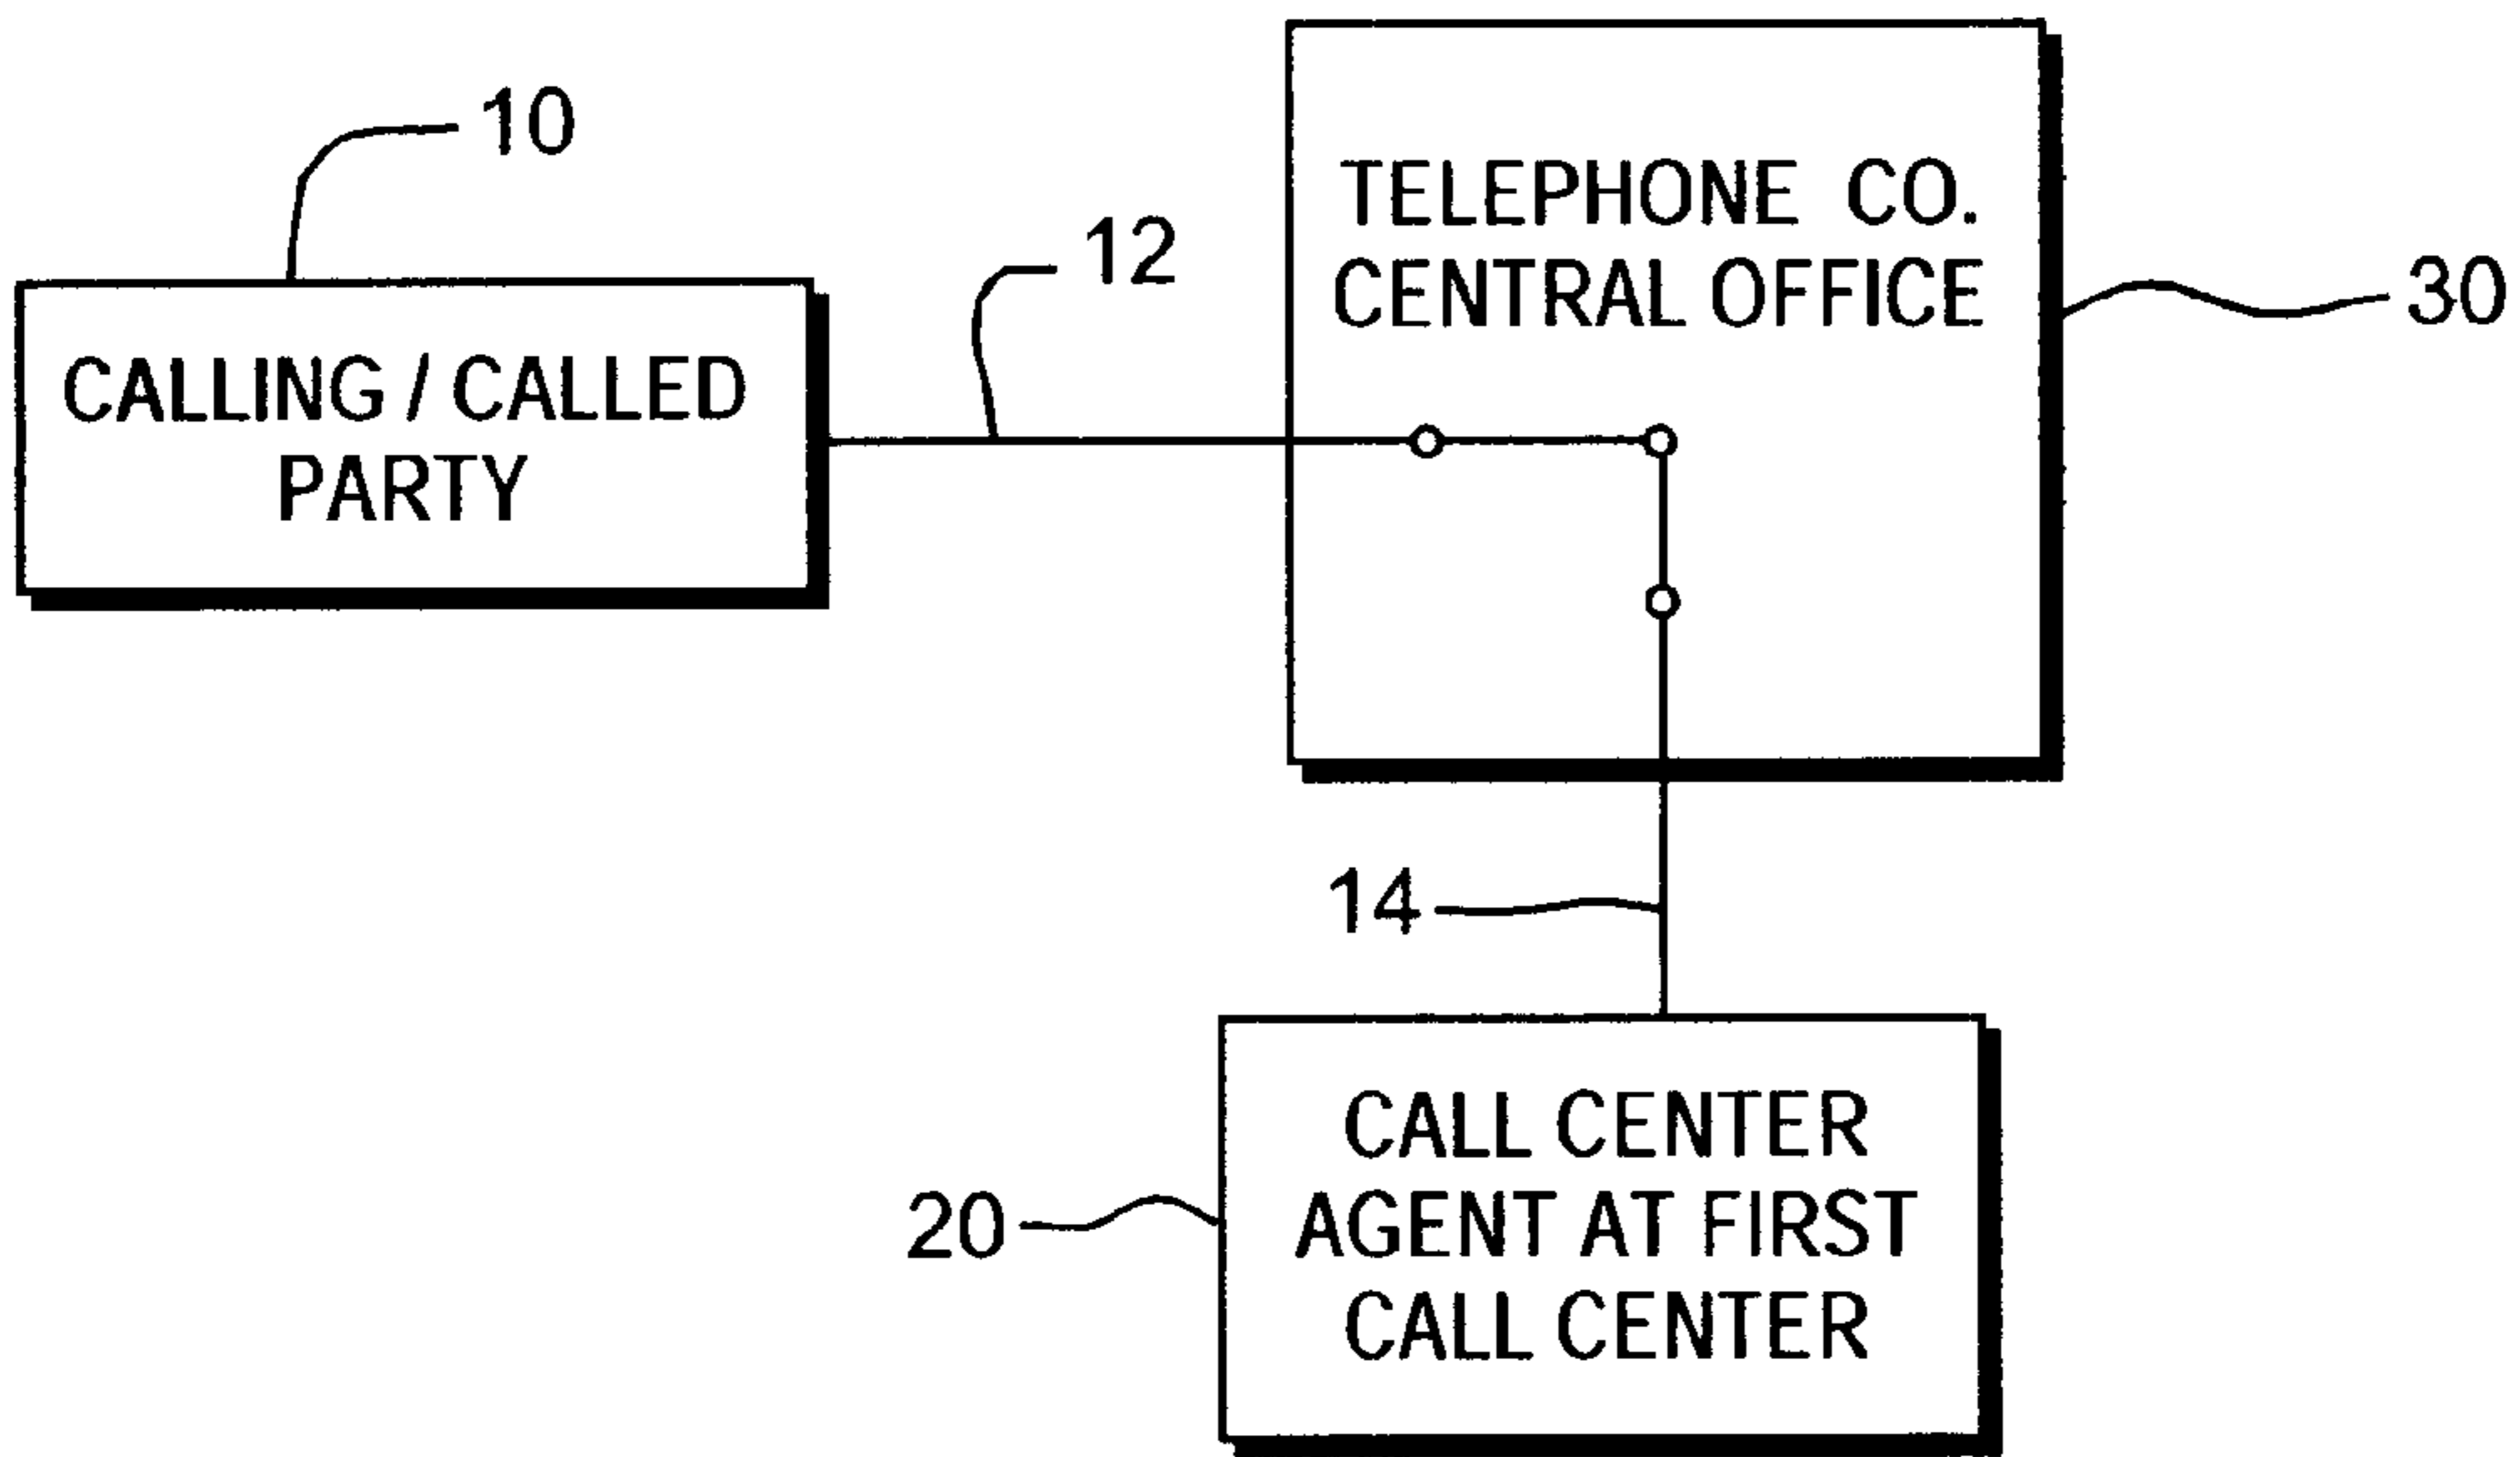 10
12
TELEPHONE CO.
CENTRAL OFFICE
30
CALLING / CALLED
PARTY
14
20
CALL CENTER
AGENT AT FIRST
CALL CENTER